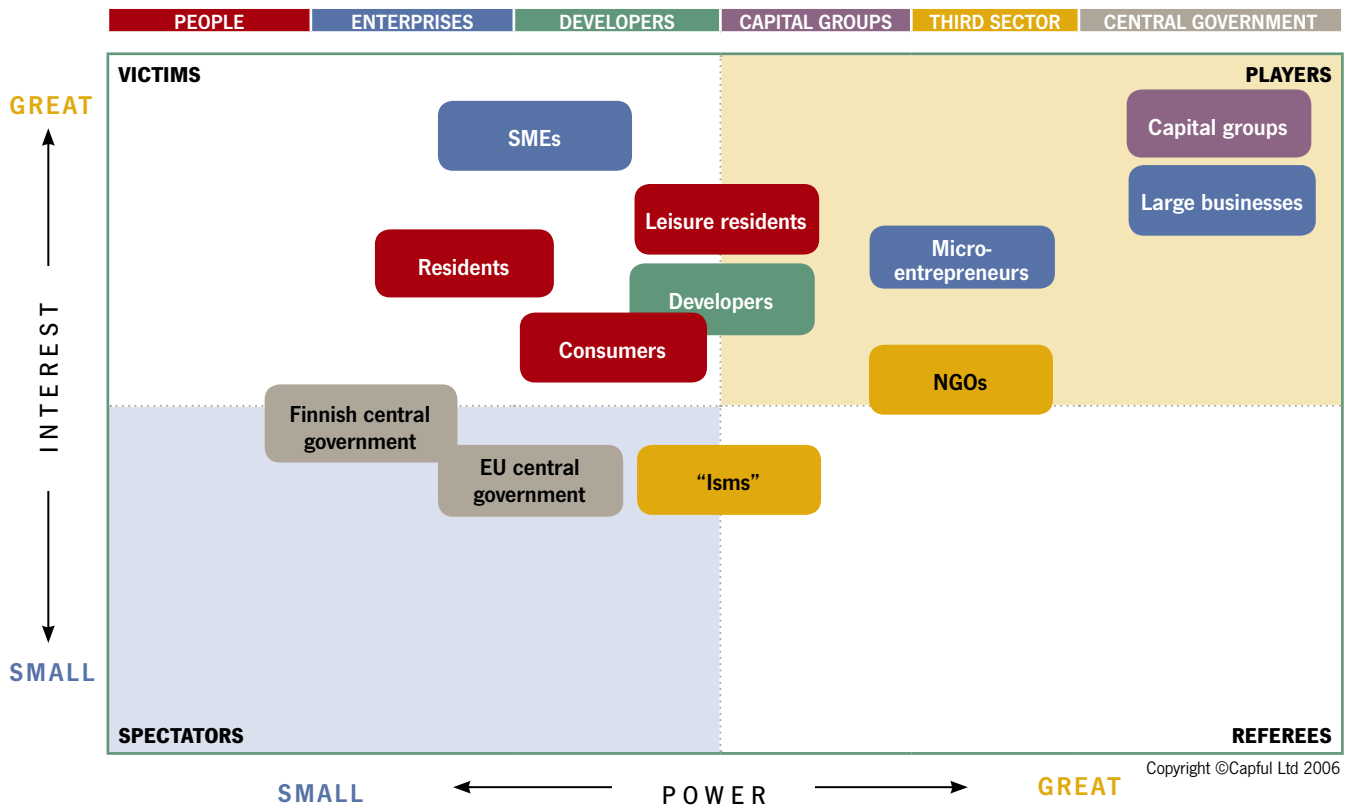 PEOPLE ENTERPRISES DEVELOPERS CAPITAL GROUPS THIRD SECTOR CENTRAL GOVERNMENT
VICTIMS
PLAYERS
GREAT
Capital groups
SMEs
Large businesses
Leisure residents
Micro-
entrepreneurs
Residents
Developers
Consumers
NGOs
INTEREST
Finnish central
government
EU central
government
“Isms”
SMALL
SPECTATORS
REFEREES
Copyright ©Capful Ltd 2006
SMALL
POWER
GREAT